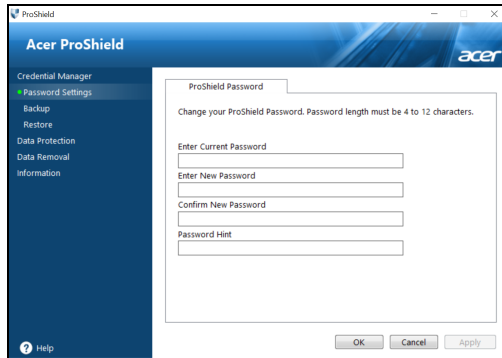 ProShield
Acer ProShield
acer
Credential Manager
Password Settings
Backup
Restore
Data Protection
Data Removal
Information
Help
ProShield Password
Change your ProShield Password. Password length must be 4 to 12 characters.
Enter Current Password
Enter New Password
Confirm New Password
Password Hint
OK
Cancel
Apply